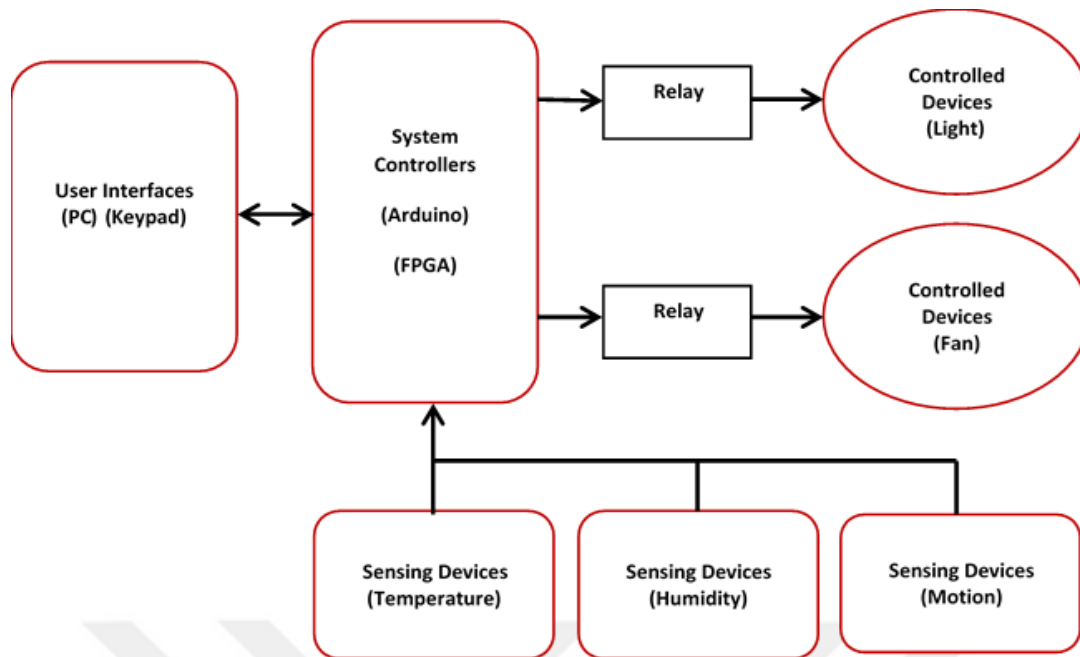 User Interfaces
(PC) (Keypad)
System
Controllers
(Arduino)
(FPGA)
Relay
Controlled
Devices
(Light)
Relay
Controlled
Devices
(Fan)
Sensing Devices
(Temperature)
Sensing Devices
(Humidity)
Sensing Devices
(Motion)